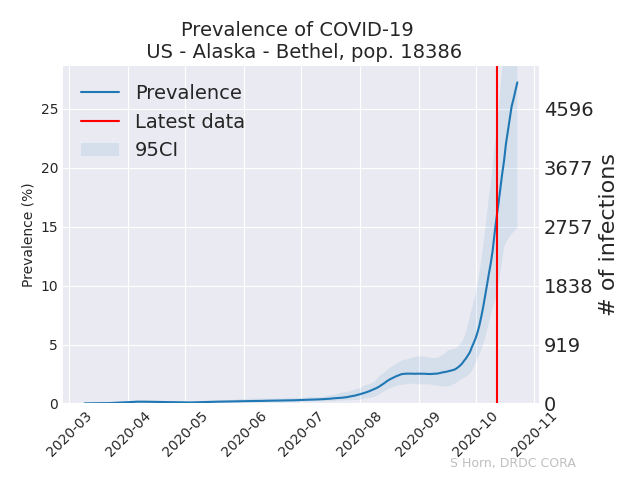 Prevalence of COVID-19
US - Alaska - Bethel, pop. 18386
Prevalence
Latest data
95CI
Prevalence (%)
25
20
15
10
5
0
4596
3677
2757
1838
919
0
# of infections
2020-03
2020-04
2020-05
2020-06
2020-07
2020-08
2020-09
2020-10
2020-11
S Horn, DRDC CORA